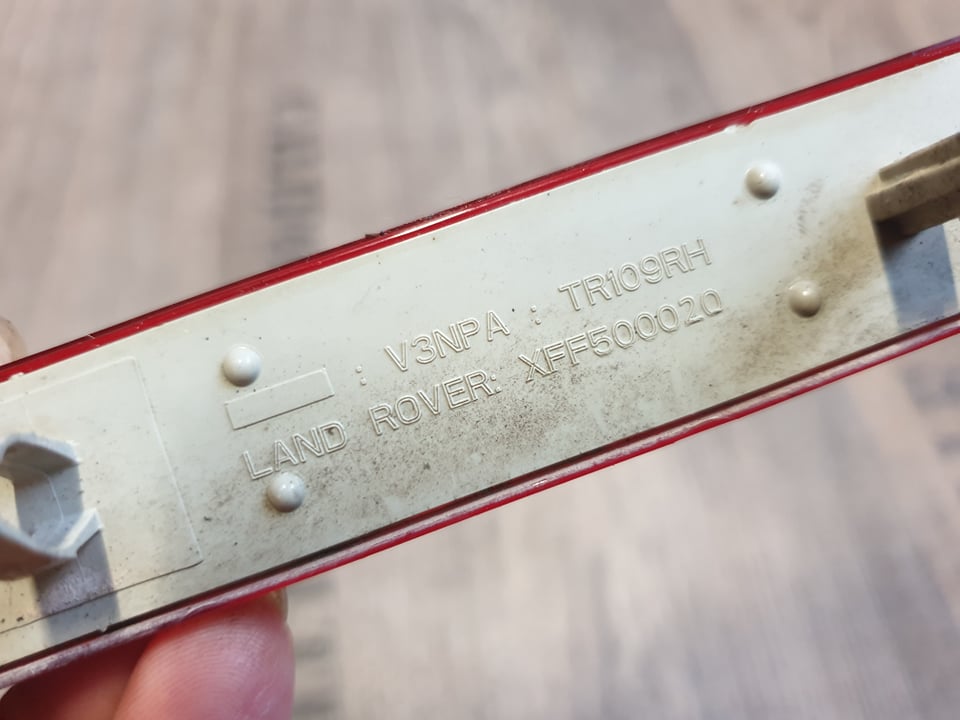 : V3NPA : TR109RH
LAND ROVER: XFF500020